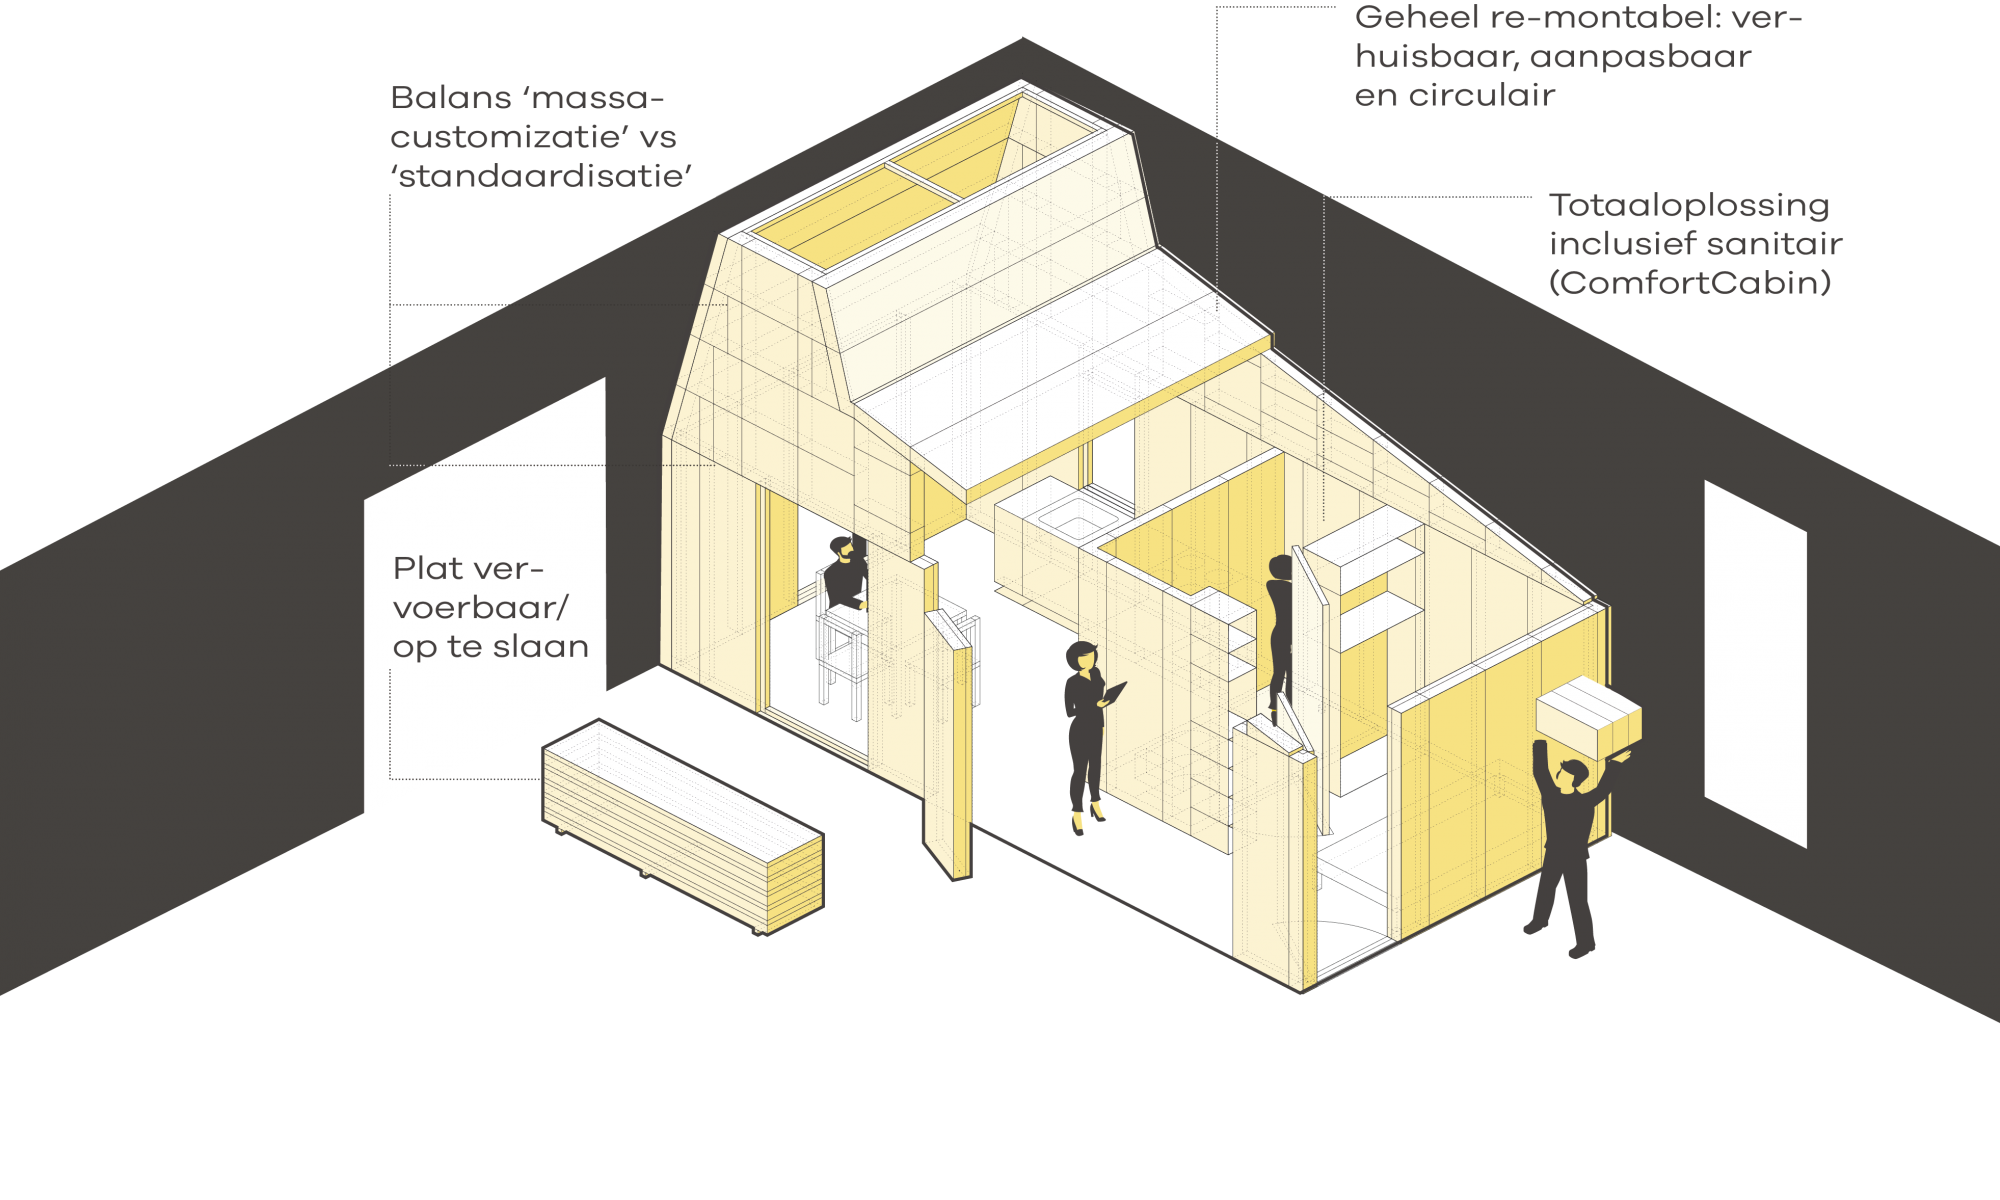 Balans ‘massa-
customizatie’ vs
‘standaardisatie’
Geheel re-montabel: ver-
huisbaar, aanpasbaar
en circulair
Totaaloplossing
inclusief sanitair
(ComfortCabin)
Plat ver-
voerbaar/
op te slaan